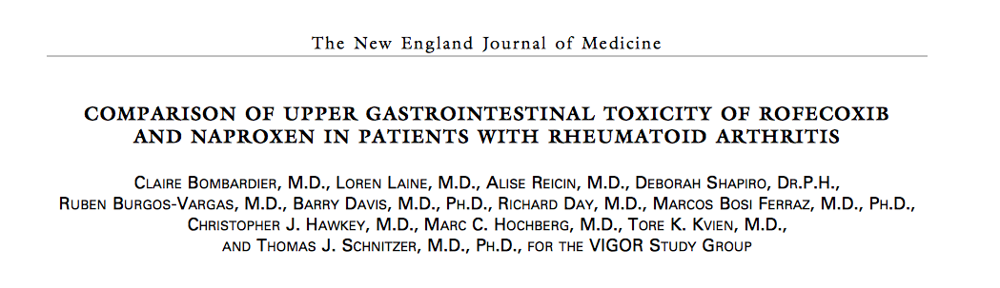 The New England Journal of Medicine
COMPARISON OF UPPER GASTROINTESTINAL TOXICITY OF ROFECOXIB
AND NAPROXEN IN PATIENTS WITH RHEUMATOID ARTHRITIS
CLAIRE BOMBARDIER, M.D., LOREN LAINE, M.D., ALISE REICIN, M.D., DEBORAH SHAPIRO, DR.P.H.,
RUBEN BURGOS-VARGAS, M.D., BARRY DAVIS, M.D., PH.D., RICHARD DAY, M.D., MARCOS BOSI FERRAZ, M.D., PH.D.,
CHRISTOPHER J. HAWKEY, M.D., MARC C. HOCHBERG, M.D., TORE K. KVIEN, M.D.,
AND THOMAS J. SCHNITZER, M.D., PH.D., FOR THE VIGOR STUDY GROUP